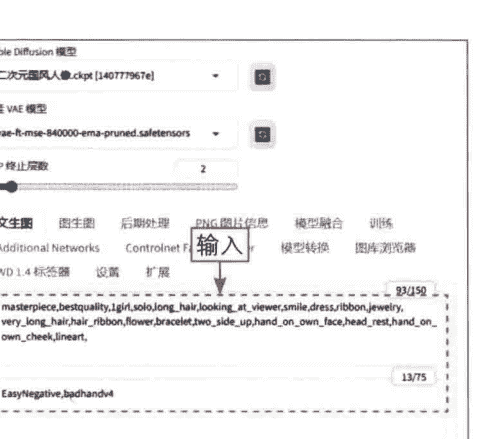 ble Diffusion 模型
二次元国风人像.ckpt [140777967e]
VAE 模型
vae-ft-mse-840000-ema-pruned.safetensors
P 终止层数
2
文生图 图生图 后期处理 PNG 图片信息 模型融合 训练
Additional Networks Controlnet 模型转换 图库浏览器
输入
WD 1.4 标签器 设置 扩展
93/150
masterpiece,bestquality,1girl,solo,long_hair,looking_at_viewer,smile,dress,ribbon,jewelry,
very_long_hair,hair_ribbon,flower,bracelet,two_side_up,hand_on_own_face,head_rest,hand_on_
own_cheek,lineart,
13/75
EasyNegative,badhandv4